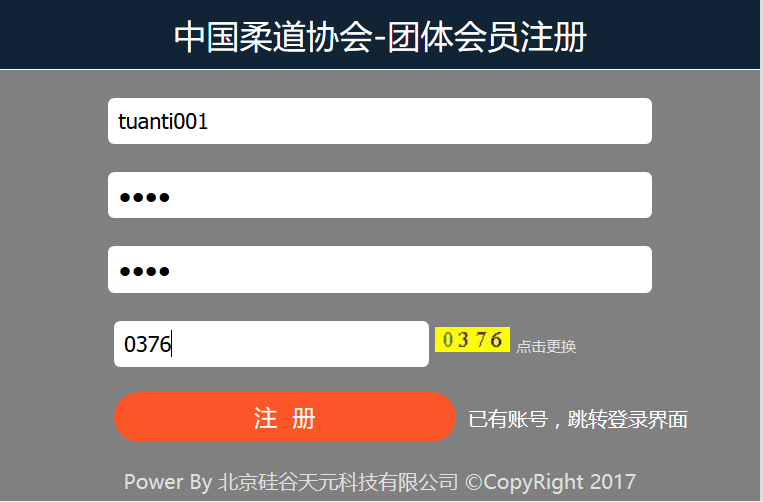 中国柔道协会-团体会员注册
tuanti001
●●●●
●●●●
0376 0376 点击更换
注 册 已有账号，跳转登录界面
Power By 北京硅谷天元科技有限公司 ©CopyRight 2017